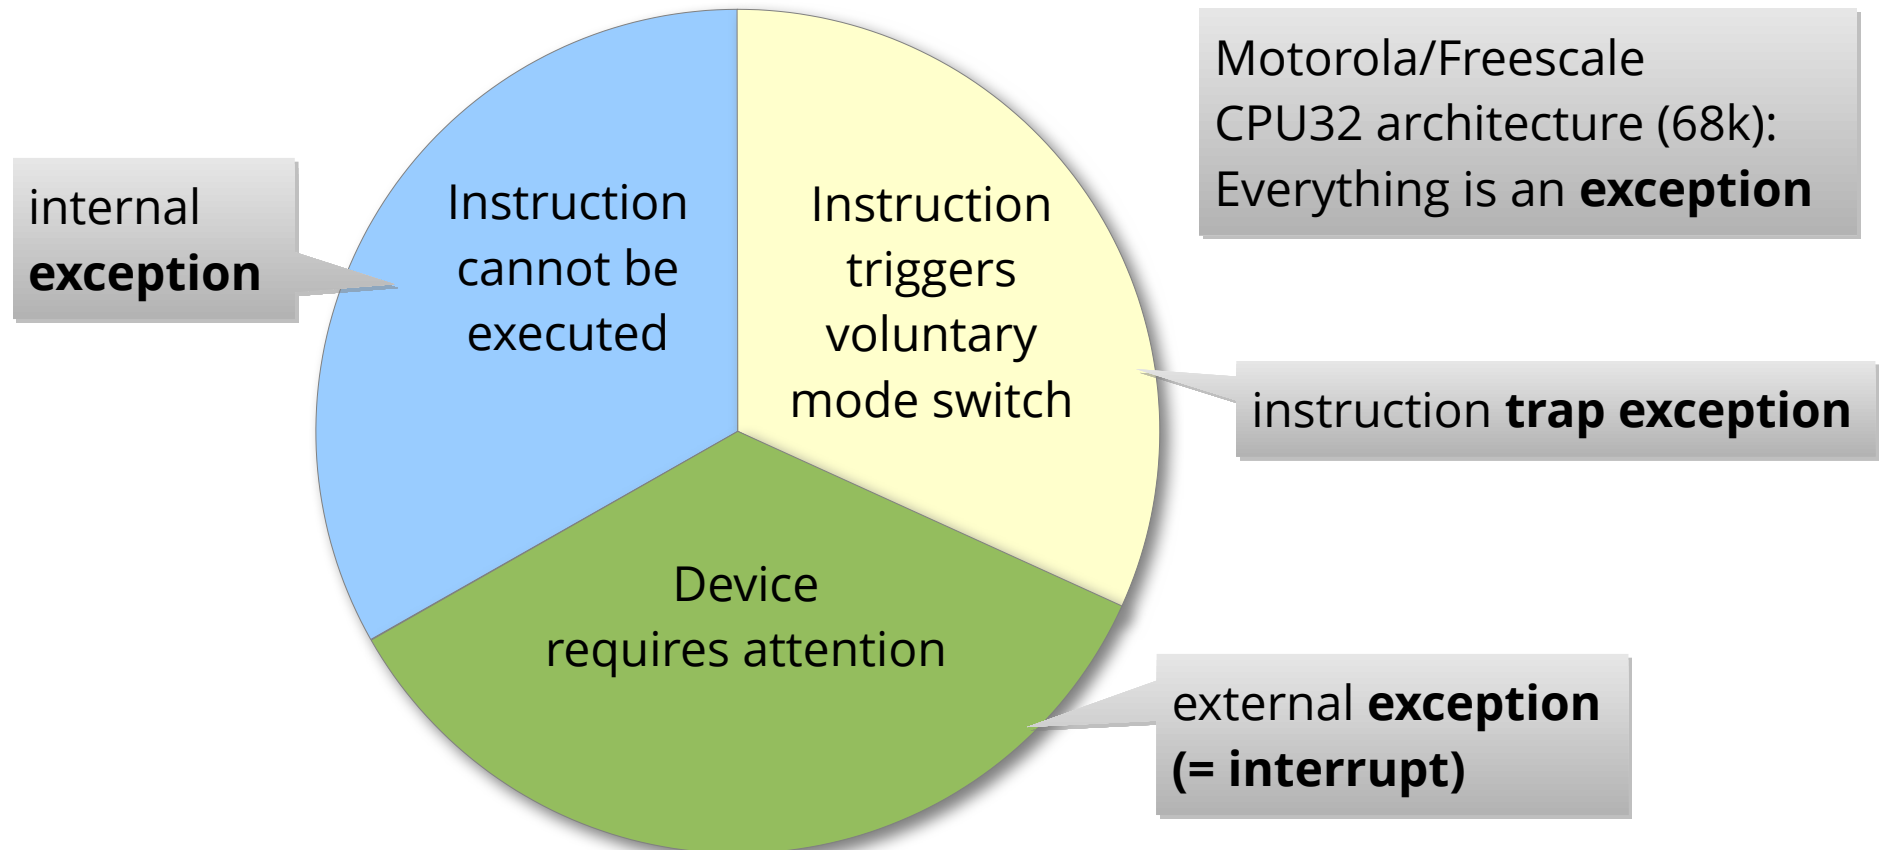 Motorola/Freescale
CPU32 architecture (68k):
Everything is an exception
internal
exception
Instruction
cannot be
executed
Instruction
triggers
voluntary
mode switch
instruction trap exception
Device
requires attention
external exception
(= interrupt)